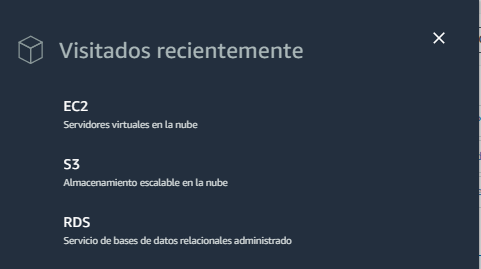 Visitados recientemente
EC2
Servidores virtuales en la nube
S3
Almacenamiento escalable en la nube
RDS
Servicio de bases de datos relacionales administrado